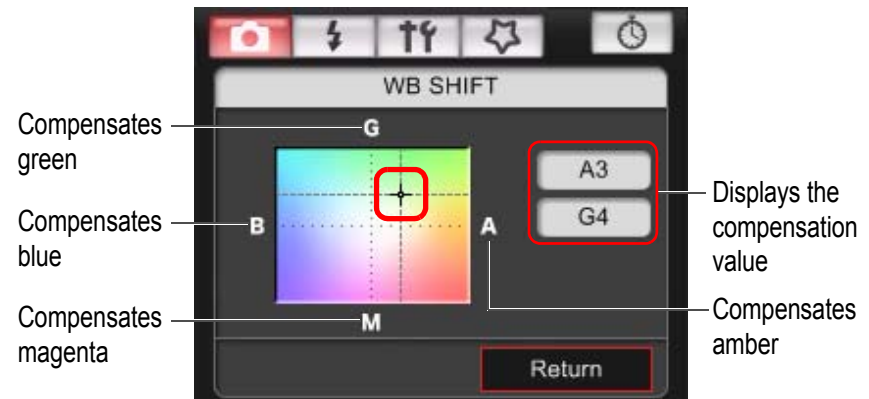 WB SHIFT
Compensates
green
G
A3
Displays the
compensation
value
G4
Compensates
blue
B
A
Compensates
magenta
M
Compensates
amber
Return